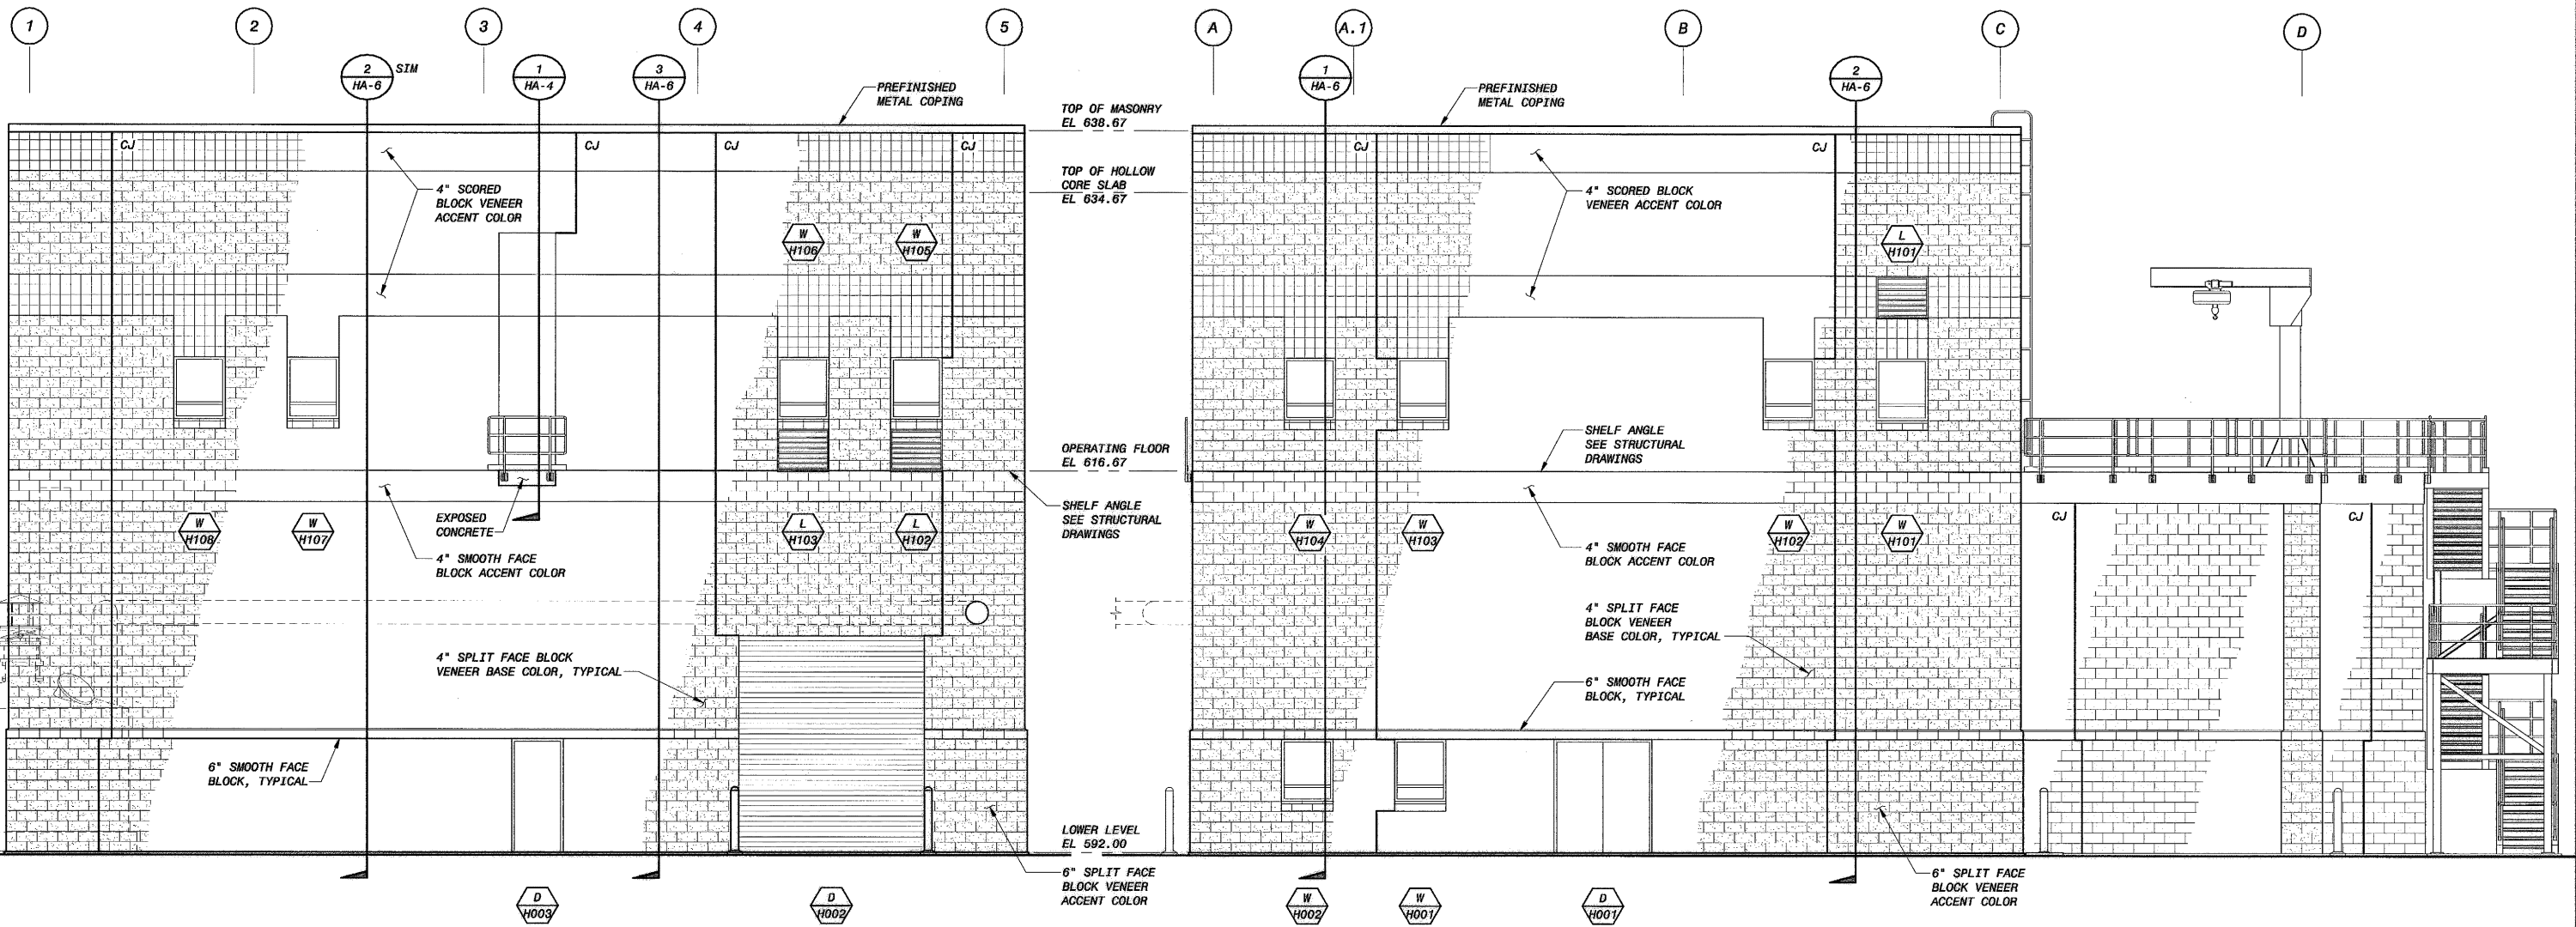 1
2
3
4
5
A
A.1
B
C
D
2
HA-6
SIM
1
HA-4
3
HA-6
1
HA-6
2
HA-6
PREFINISHED
METAL COPING
TOP OF MASONRY
EL 638.67
PREFINISHED
METAL COPING
CJ
CJ
CJ
CJ
CJ
CJ
TOP OF HOLLOW
CORE SLAB
EL 634.67
4" SCORED
BLOCK VENEER
ACCENT COLOR
4" SCORED BLOCK
VENEER ACCENT COLOR
W
H106
W
H105
L
H101
OPERATING FLOOR
EL 616.67
SHELF ANGLE
SEE STRUCTURAL
DRAWINGS
SHELF ANGLE
SEE STRUCTURAL
DRAWINGS
EXPOSED
CONCRETE
W
H108
W
H107
L
H103
L
H102
W
H104
W
H103
W
H102
W
H101
CJ
CJ
4" SMOOTH FACE
BLOCK ACCENT COLOR
4" SMOOTH FACE
BLOCK ACCENT COLOR
4" SPLIT FACE
BLOCK VENEER
BASE COLOR, TYPICAL
4" SPLIT FACE BLOCK
VENEER BASE COLOR, TYPICAL
6" SMOOTH FACE
BLOCK, TYPICAL
6" SMOOTH FACE
BLOCK, TYPICAL
LOWER LEVEL
EL 592.00
6" SPLIT FACE
BLOCK VENEER
ACCENT COLOR
6" SPLIT FACE
BLOCK VENEER
ACCENT COLOR
D
H003
D
H002
W
H002
W
H001
D
H001